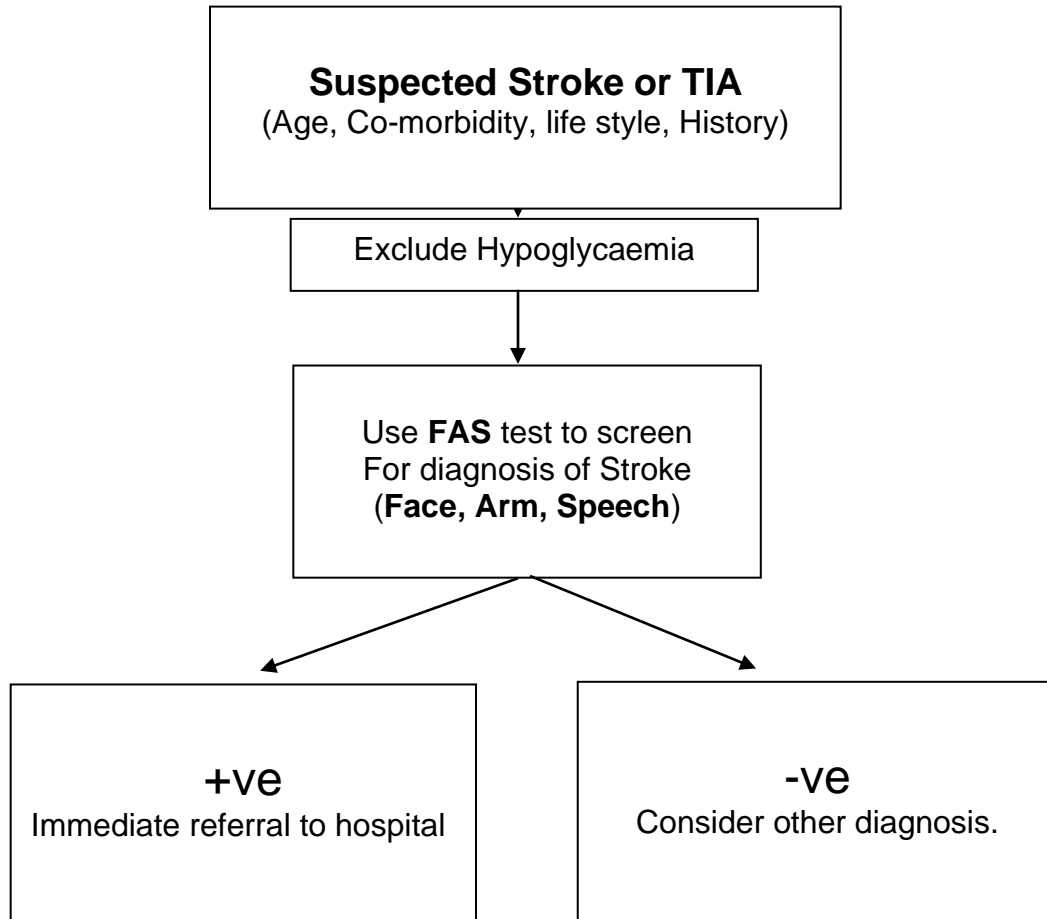 Suspected Stroke or TIA
(Age, Co-morbidity, life style, History)
Exclude Hypoglycaemia
Use FAS test to screen
For diagnosis of Stroke
(Face, Arm, Speech)
+ve
Immediate referral to hospital
-ve
Consider other diagnosis.